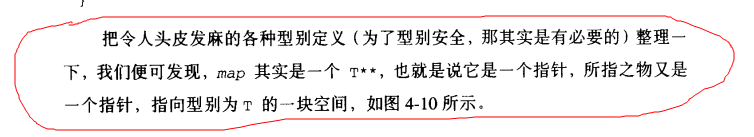 把令人头皮发麻的各种型别定义（为了型别安全，那其实是有必要的）整理一
下，我们便可发现，map 其实是一个 T**，也就是说它是一个指针，所指之物又是
一个指针，指向型别为 T 的一块空间，如图 4-10 所示。